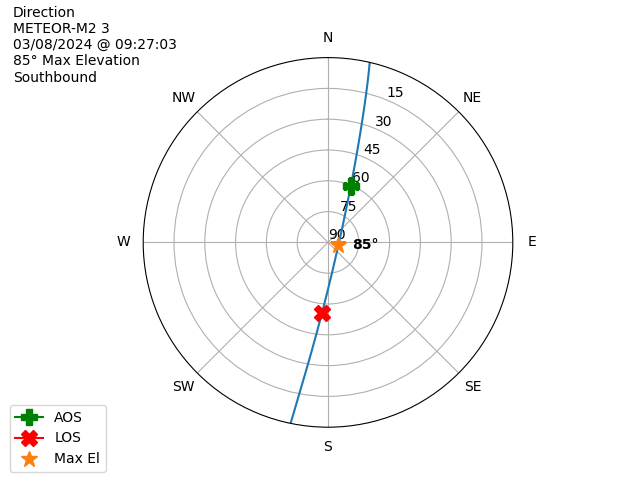 Direction
METEOR-M2 3
03/08/2024 @ 09:27:03
85° Max Elevation
Southbound
N
NW
NE
15
30
45
60
75
90
W
85°
E
SW
SE
S
AOS
LOS
Max El